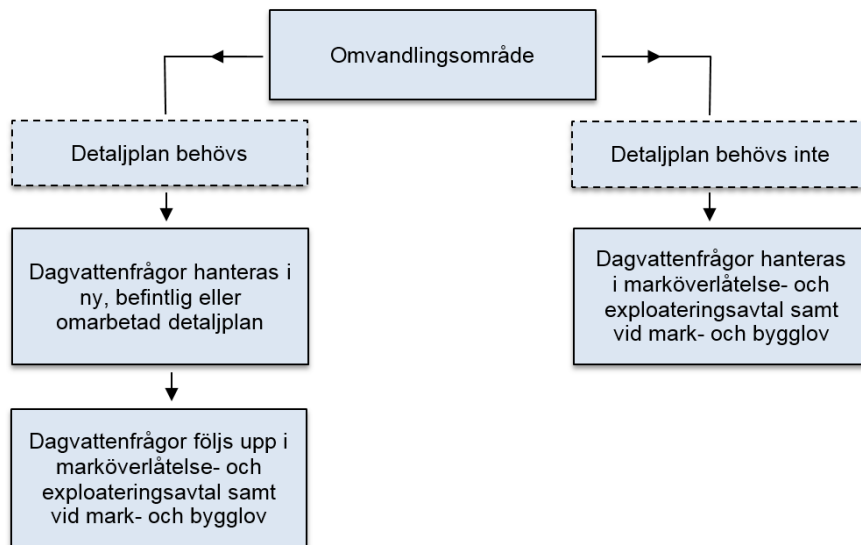 Omvandlingsområde
Detaljplan behövs
Detaljplan behövs inte
Dagvattenfrågor hanteras i
ny, befintlig eller
omarbetad detaljplan
Dagvattenfrågor hanteras
i marköverlåtelse- och
exploateringsavtal samt
vid mark- och bygglov
Dagvattenfrågor följs upp i
marköverlåtelse- och
exploateringsavtal samt
vid mark- och bygglov